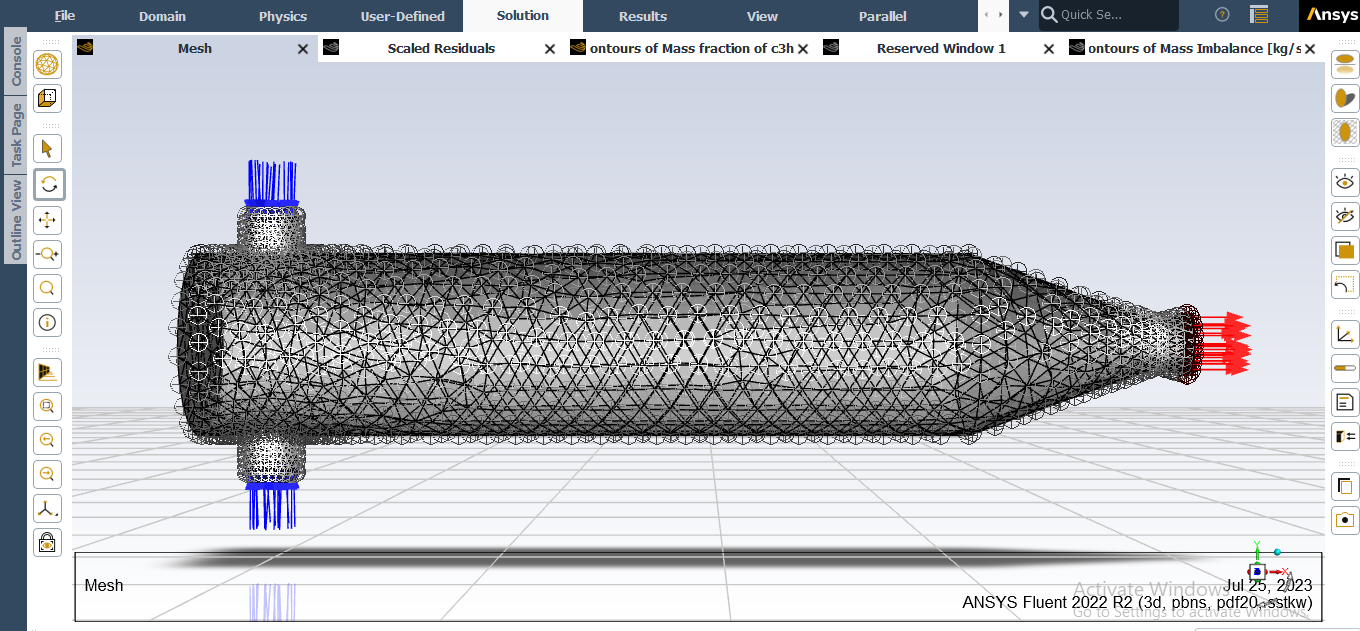 File Domain Physics User-Defined Solution Results View Parallel Quick Se... Ansys
Mesh Scaled Residuals ontours of Mass fraction of c3h Reserved Window 1 ontours of Mass Imbalance [kg/s
Console
Task Page
Outline View
Y
X
Mesh
Activate Windows
Jul 25, 2023
ANSYS Fluent 2022 R2 (3d, pbns, pdf20, sstkw)
Go to Settings to activate Windows.